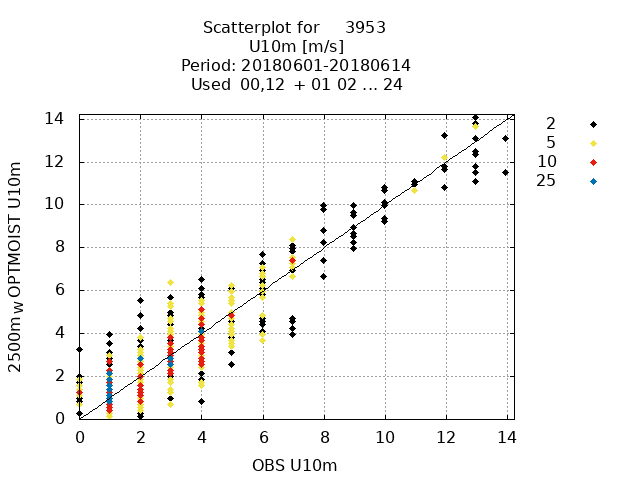 Scatterplot for 3953
U10m [m/s]
Period: 20180601-20180614
Used 00,12 + 01 02 ... 24
14
12
10
8
6
4
2
0
2500m_W OPTMOIST U10m
0 2 4 6 8 10 12 14
OBS U10m
2
5
10
25